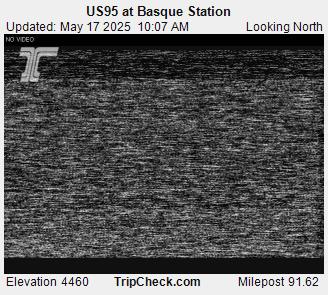 US95 at Basque Station
Updated: May 17 2025 10:07 AM Looking North
NO VIDEO
Elevation 4460 TripCheck.com Milepost 91.62